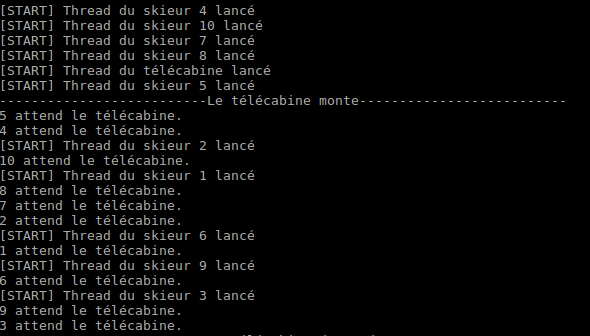 [START] Thread du skieur 4 lancé
[START] Thread du skieur 10 lancé
[START] Thread du skieur 7 lancé
[START] Thread du skieur 8 lancé
[START] Thread du télécabine lancé
[START] Thread du skieur 5 lancé
--------------------------Le télécabine monte--------------------------
5 attend le télécabine.
4 attend le télécabine.
[START] Thread du skieur 2 lancé
10 attend le télécabine.
[START] Thread du skieur 1 lancé
8 attend le télécabine.
7 attend le télécabine.
2 attend le télécabine.
[START] Thread du skieur 6 lancé
1 attend le télécabine.
[START] Thread du skieur 9 lancé
6 attend le télécabine.
[START] Thread du skieur 3 lancé
9 attend le télécabine.
3 attend le télécabine.